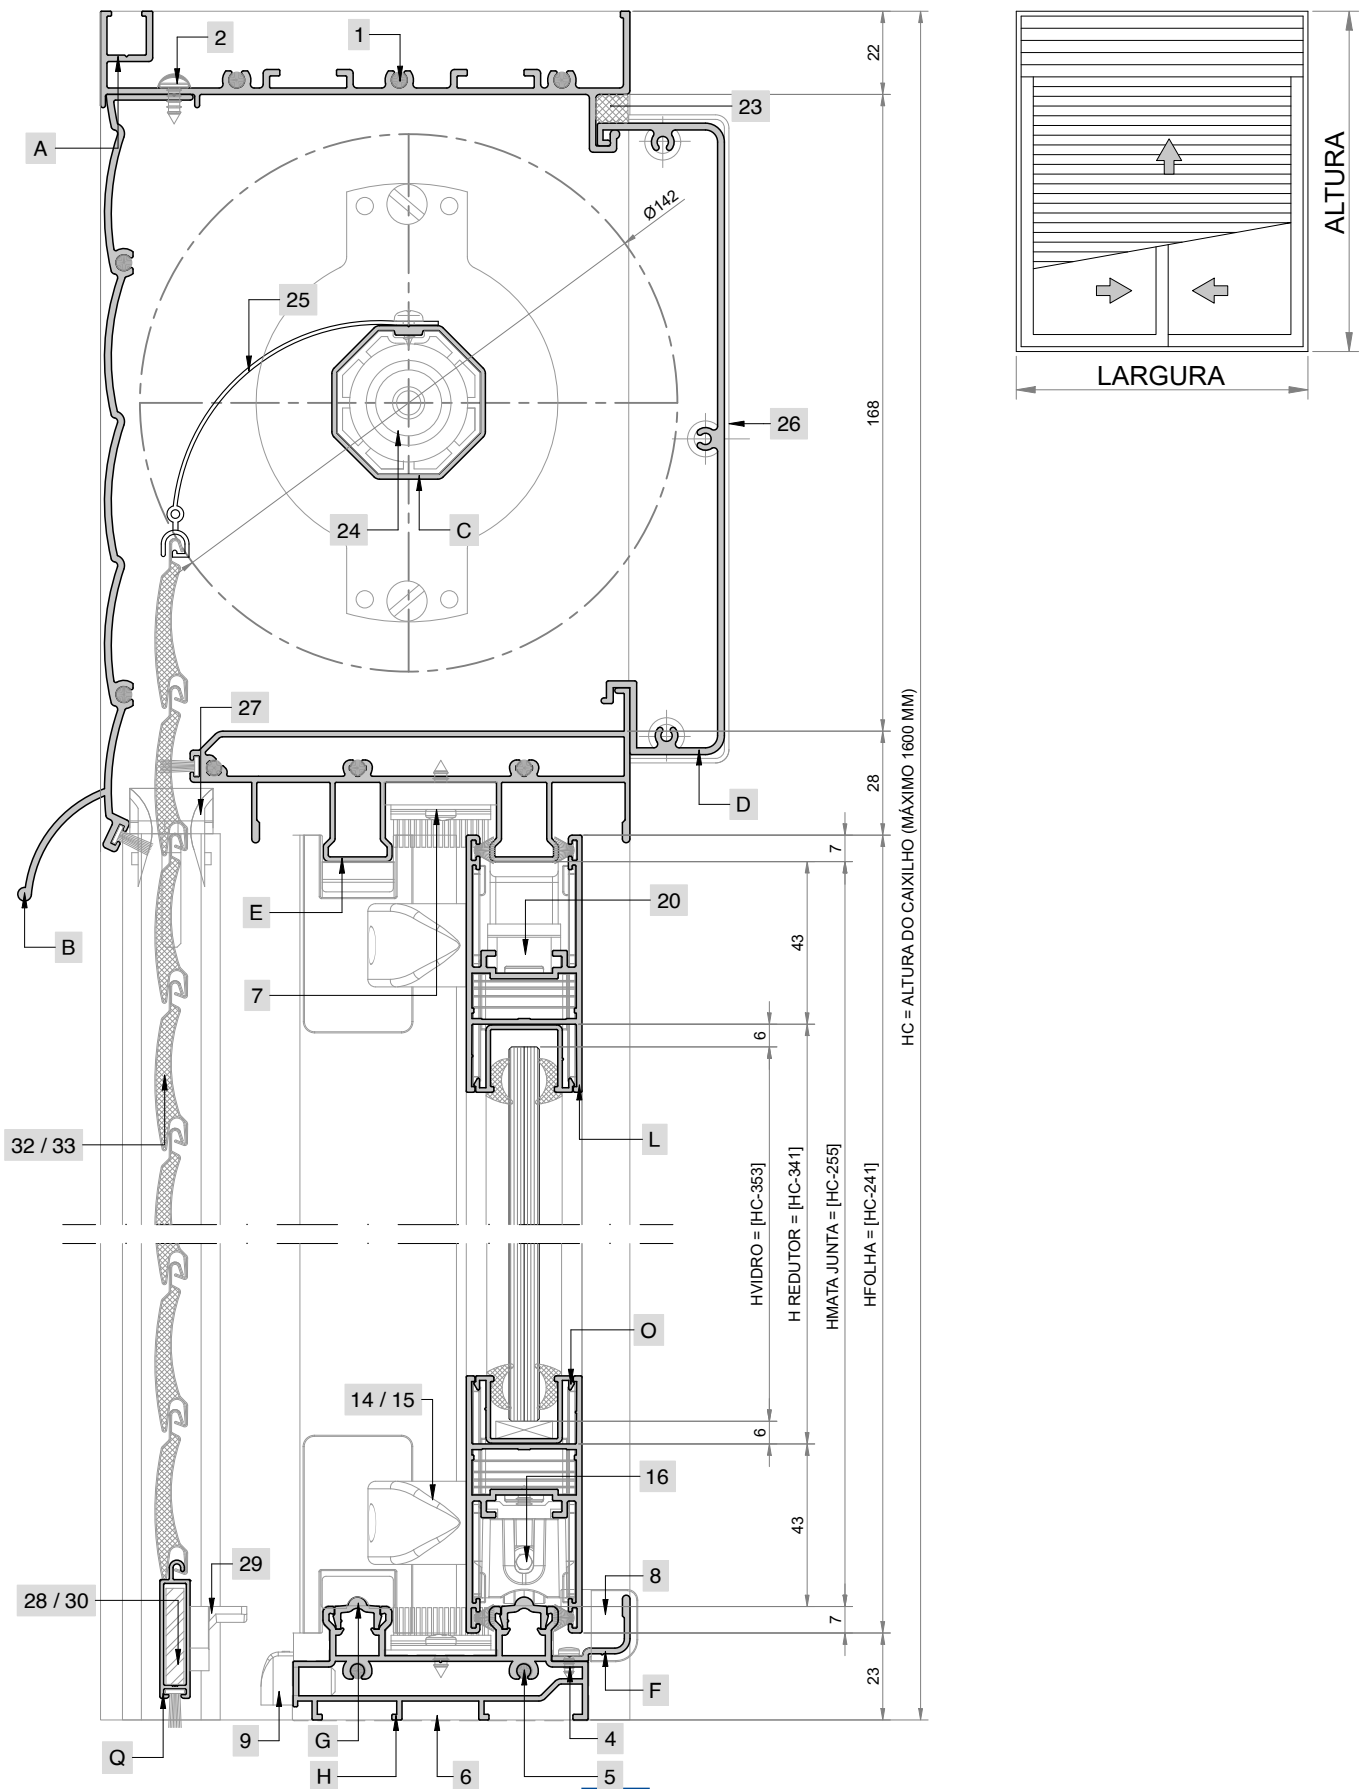 2
1
22
23
A
ALTURA
Ø142
25
LARGURA
168
26
24
C
27
HC = ALTURA DO CAIXILHO (MÁXIMO 1600 MM)
28
D
7
E
20
B
43
7
6
32 / 33
L
HVIDRO = [HC-353]
H REDUTOR = [HC-341]
HMATA JUNTA = [HC-255]
HFOLHA = [HC-241]
O
14 / 15
6
16
43
29
8
28 / 30
7
F
23
Q
9
G
4
H
6
5